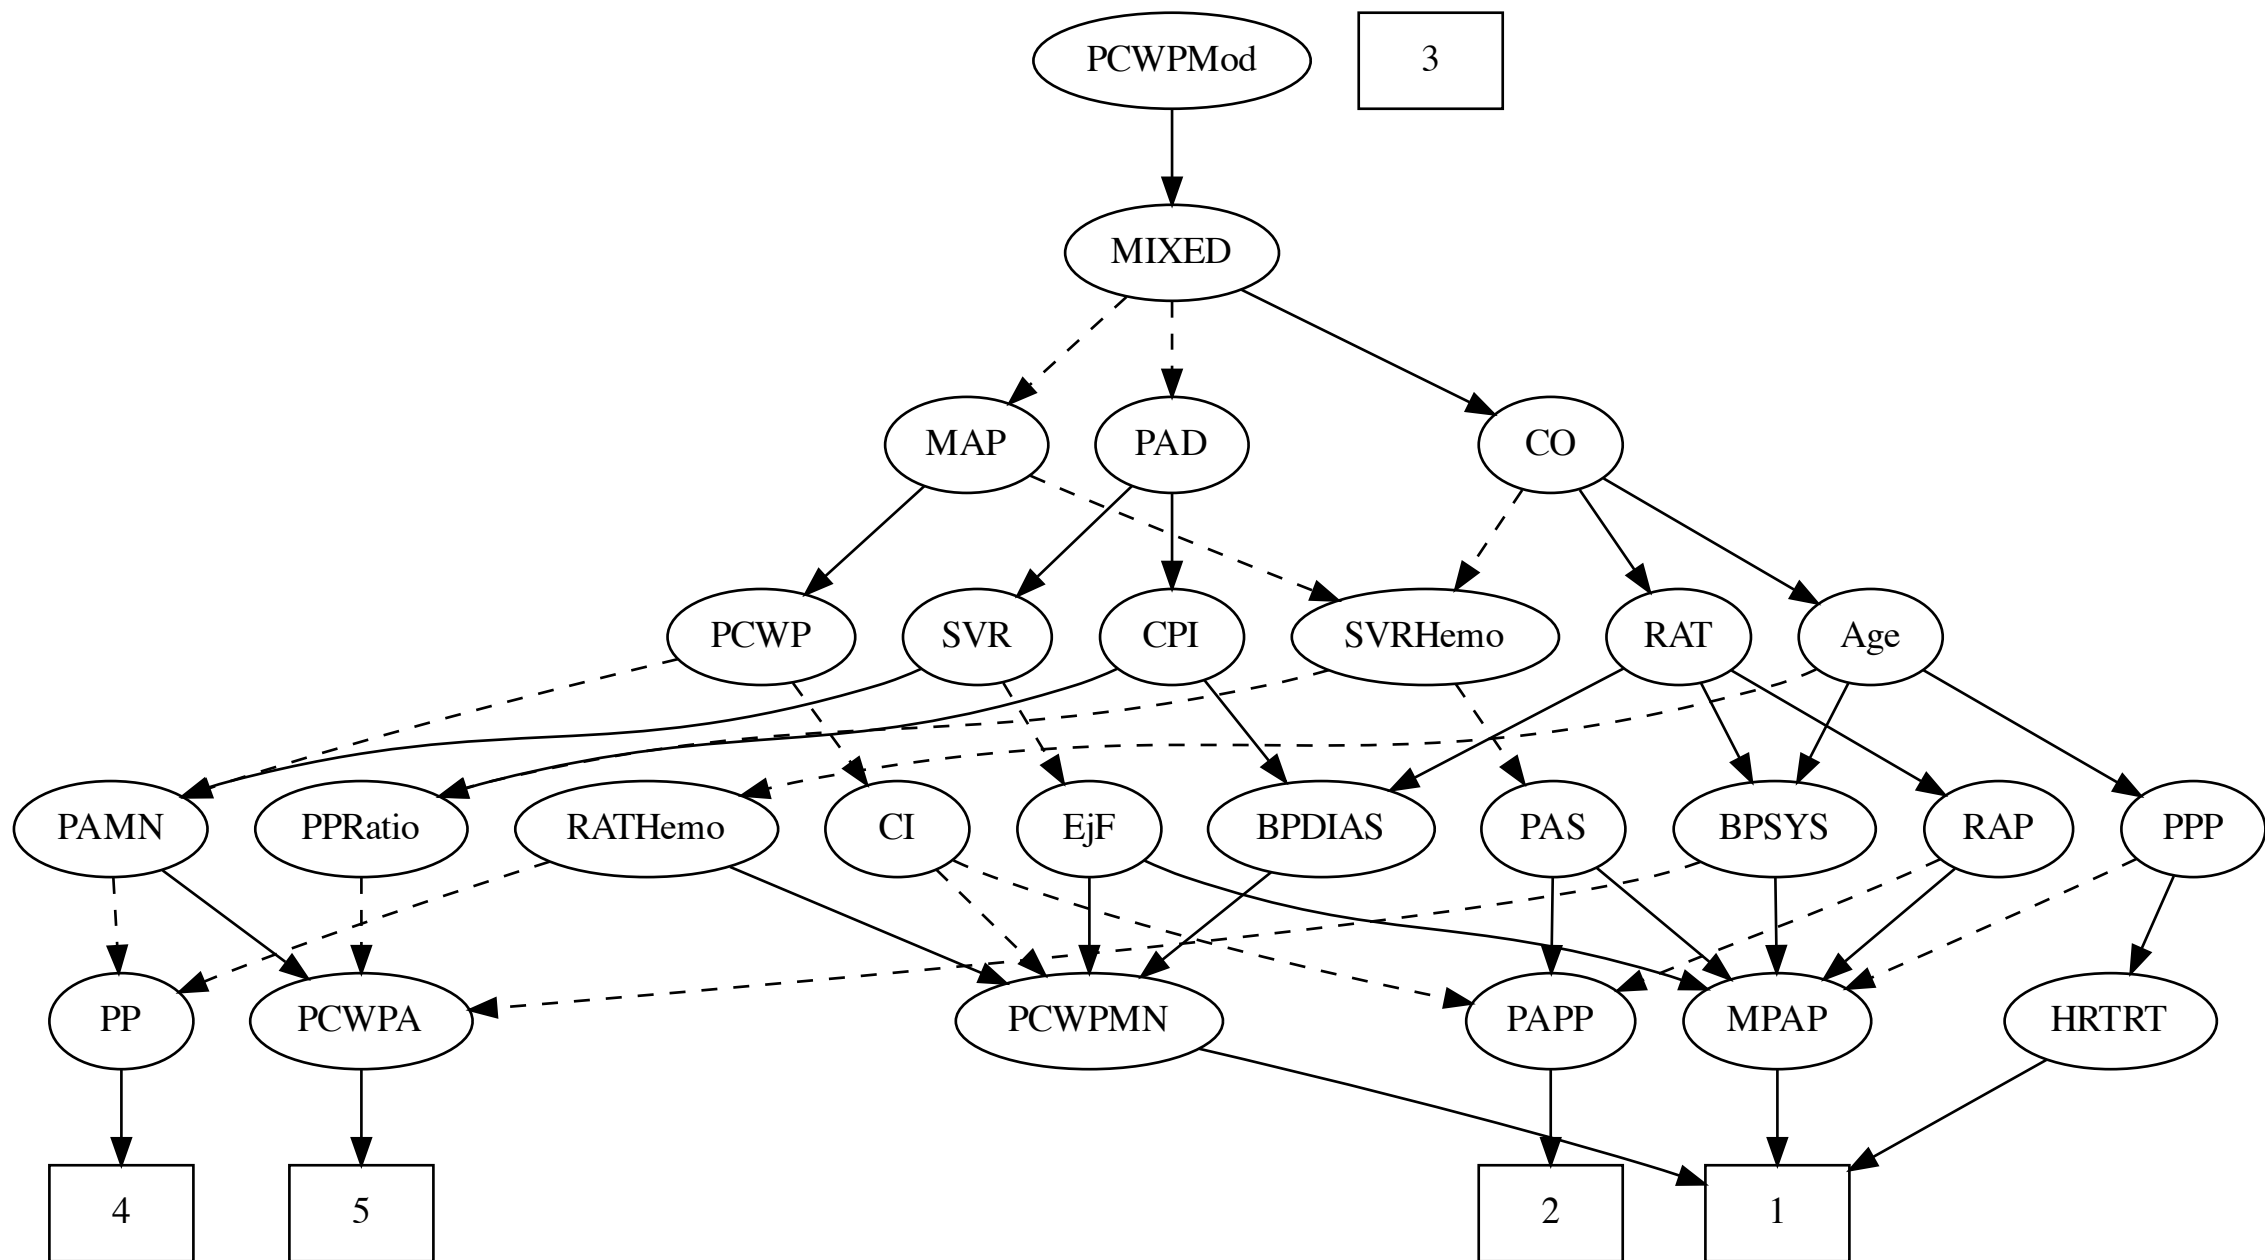 PCWPMod
3
MIXED
MAP
PAD
CO
PCWP
SVR
CPI
SVRHemo
RAT
Age
PAMN
PPRatio
RATHemo
CI
EjF
BPDIAS
PAS
BPSYS
RAP
PPP
PP
PCWPA
PCWPMN
PAPP
MPAP
HRTRT
4
5
2
1